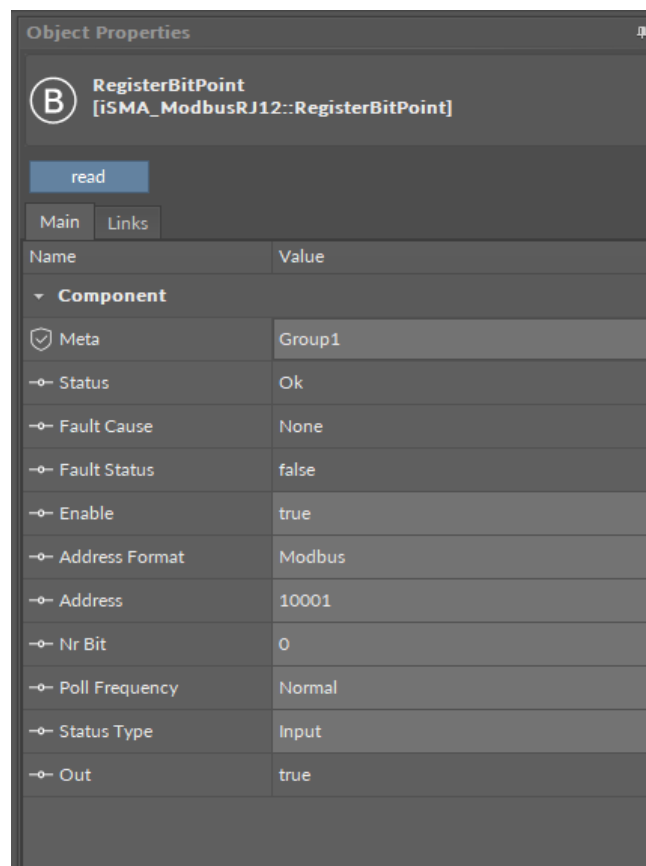 Object Properties
B
RegisterBitPoint
[iSMA_ModbusRJ12::RegisterBitPoint]
read
Main Links
Name Value
Component
Meta Group1
Status Ok
Fault Cause None
Fault Status false
Enable true
Address Format Modbus
Address 10001
Nr Bit 0
Poll Frequency Normal
Status Type Input
Out true